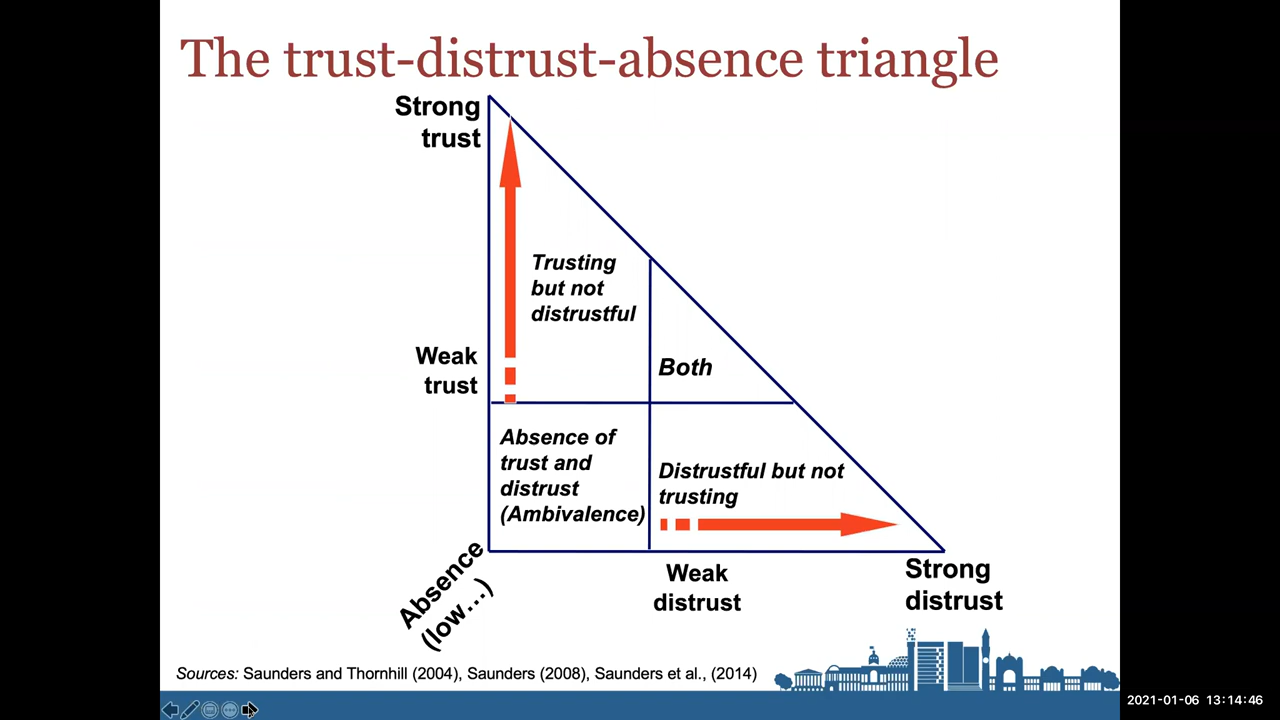 The trust-distrust-absence triangle
Strong
trust
Trusting
but not
distrustful
Weak
trust
Both
Absence of
trust and
distrust
(Ambivalence)
Distrustful but not
trusting
Absence
(low...)
Weak
distrust
Strong
distrust
Sources: Saunders and Thornhill (2004), Saunders (2008), Saunders et al., (2014)
2021-01-06 13:14:46